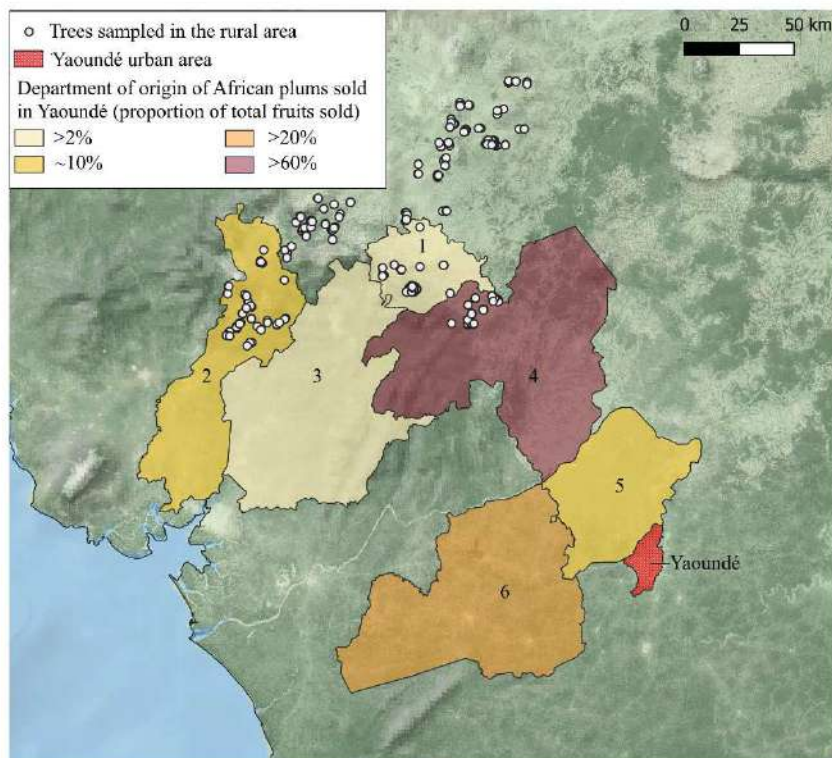 Trees sampled in the rural area
Yaoundé urban area
Department of origin of African plums sold
in Yaoundé (proportion of total fruits sold)
>2% >20%
~10% >60%
0 25 50 km
1
2
3
4
5
6
Yaoundé